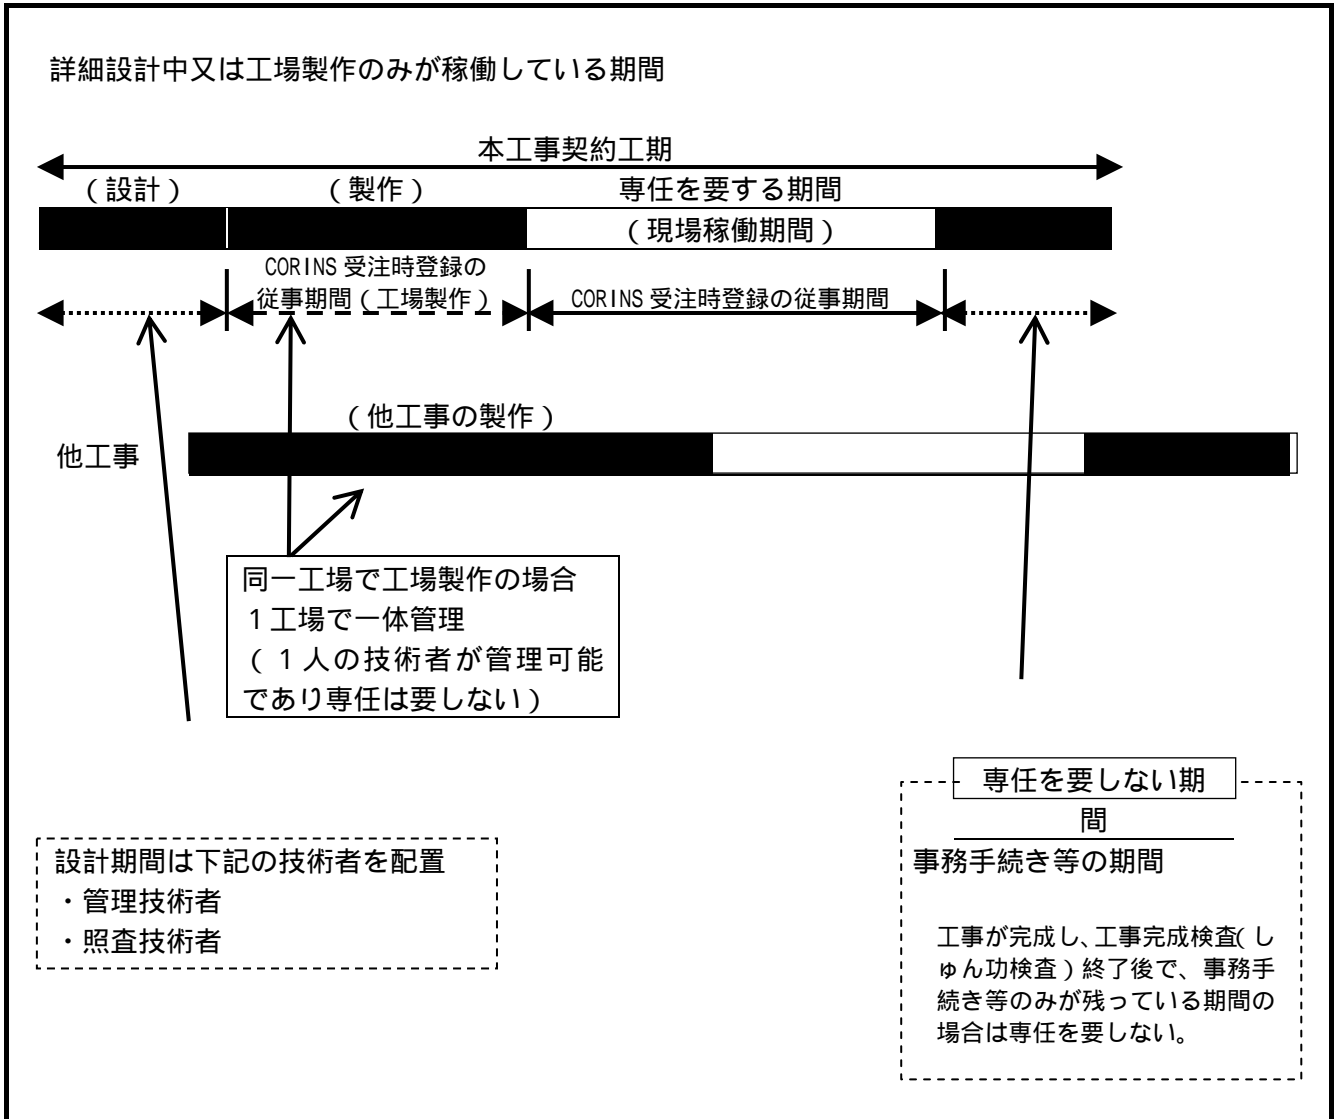 詳細設計中又は工場製作のみが稼働している期間
本工事契約工期
（設計）
（製作）
専任を要する期間
（現場稼働期間）
CORINS 受注時登録の
従事期間（工場製作）
CORINS 受注時登録の従事期間
（他工事の製作）
他工事
同一工場で工場製作の場合
１工場で一体管理
（１人の技術者が管理可能
であり専任は要しない）
専任を要しない期
間
事務手続き等の期間
工事が完成し、工事完成検査（し
ゅん功検査）終了後で、事務手
続き等のみが残っている期間の
場合は専任を要しない。
設計期間は下記の技術者を配置
・管理技術者
・照査技術者